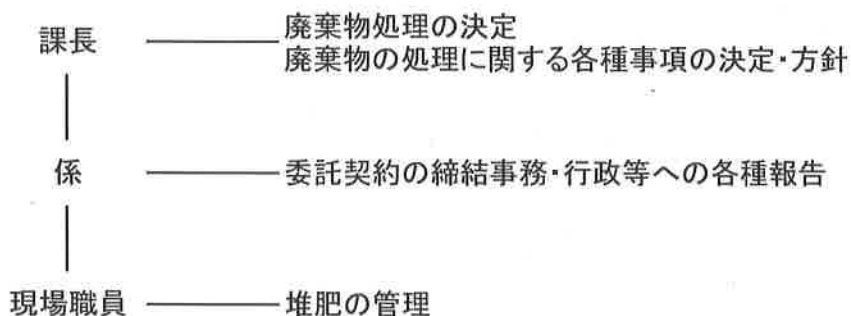 課長
廃棄物処理の決定
廃棄物の処理に関する各種事項の決定・方針
係
委託契約の締結事務・行政等への各種報告
現場職員
堆肥の管理